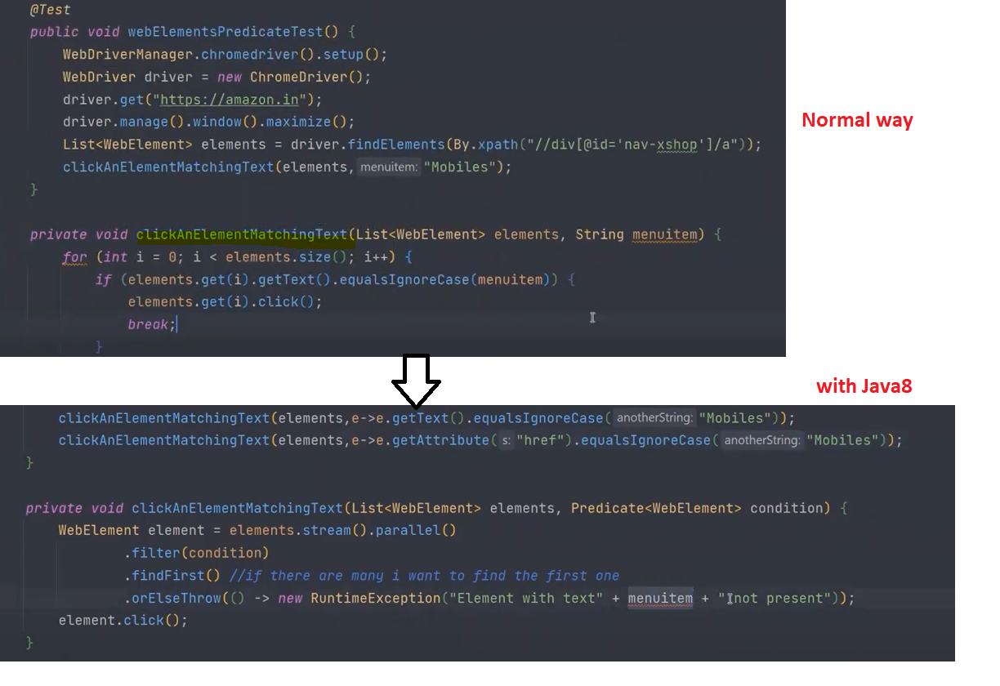 @Test
public void webElementsPredicateTest() {
WebDriverManager.chromedriver().setup();
WebDriver driver = new ChromeDriver();
driver.get("https://amazon.in");
driver.manage().window().maximize();
Normal way
List<WebElement> elements = driver.findElements(By.xpath("//div[@id='nav-xshop']/a"));
clickAnElementMatchingText(elements, menuitem: "Mobiles");
}
private void clickAnElementMatchingText(List<WebElement> elements, String menuitem) {
for (int i = 0; i < elements.size(); i++) {
if (elements.get(i).getText().equalsIgnoreCase(menuitem)) {
elements.get(i).click();
break;
}
with Java8
clickAnElementMatchingText(elements,e->e.getText().equalsIgnoreCase( anotherString: "Mobiles"));
clickAnElementMatchingText(elements,e->e.getAttribute( s: "href").equalsIgnoreCase( anotherString: "Mobiles"));
}
private void clickAnElementMatchingText(List<WebElement> elements, Predicate<WebElement> condition) {
WebElement element = elements.stream().parallel()
.filter(condition)
.findFirst() //if there are many i want to find the first one
.orElseThrow(() -> new RuntimeException("Element with text" + menuitem + " not present"));
element.click();
}